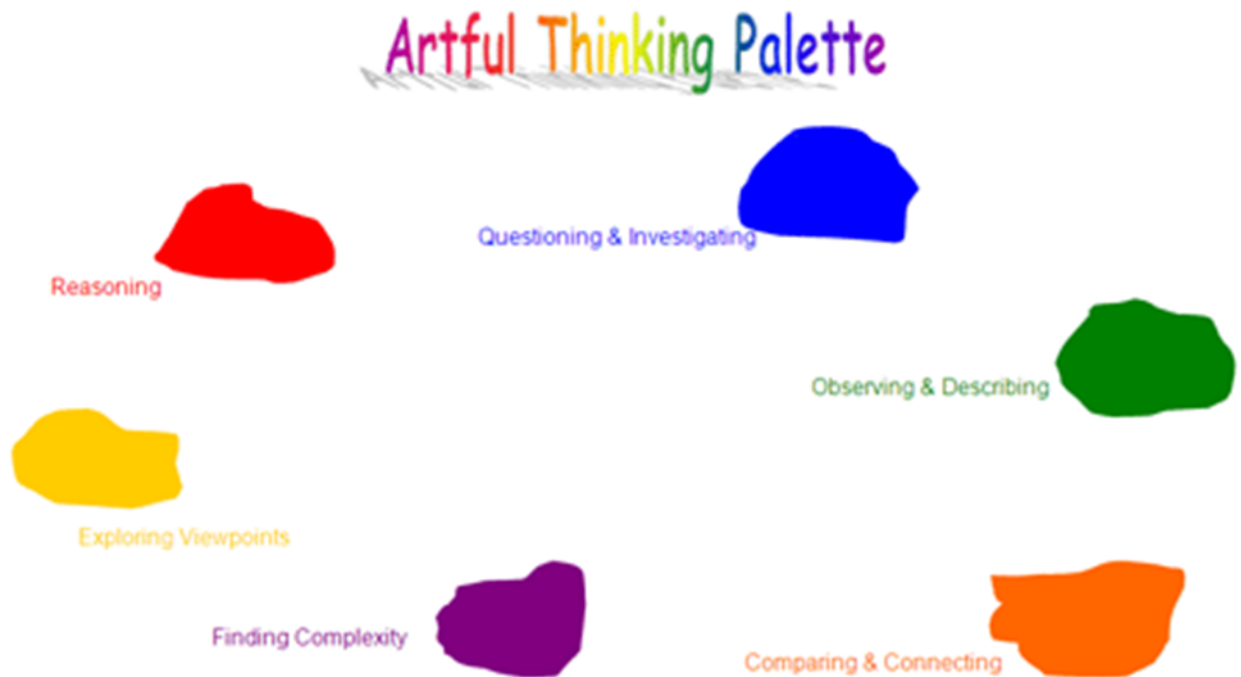 Artful Thinking Palette
Questioning & Investigating
Reasoning
Observing & Describing
Exploring Viewpoints
Finding Complexity
Comparing & Connecting